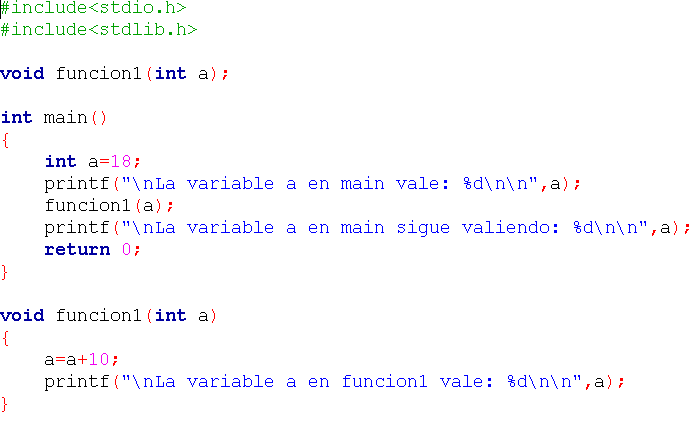 #include<stdio.h>
#include<stdlib.h>
void funcion1(int a);
int main()
{
int a=18;
printf("\nLa variable a en main vale: %d\n\n",a);
funcion1(a);
printf("\nLa variable a en main sigue valiendo: %d\n\n",a);
return 0;
}
void funcion1(int a)
{
a=a+10;
printf("\nLa variable a en funcion1 vale: %d\n\n",a);
}